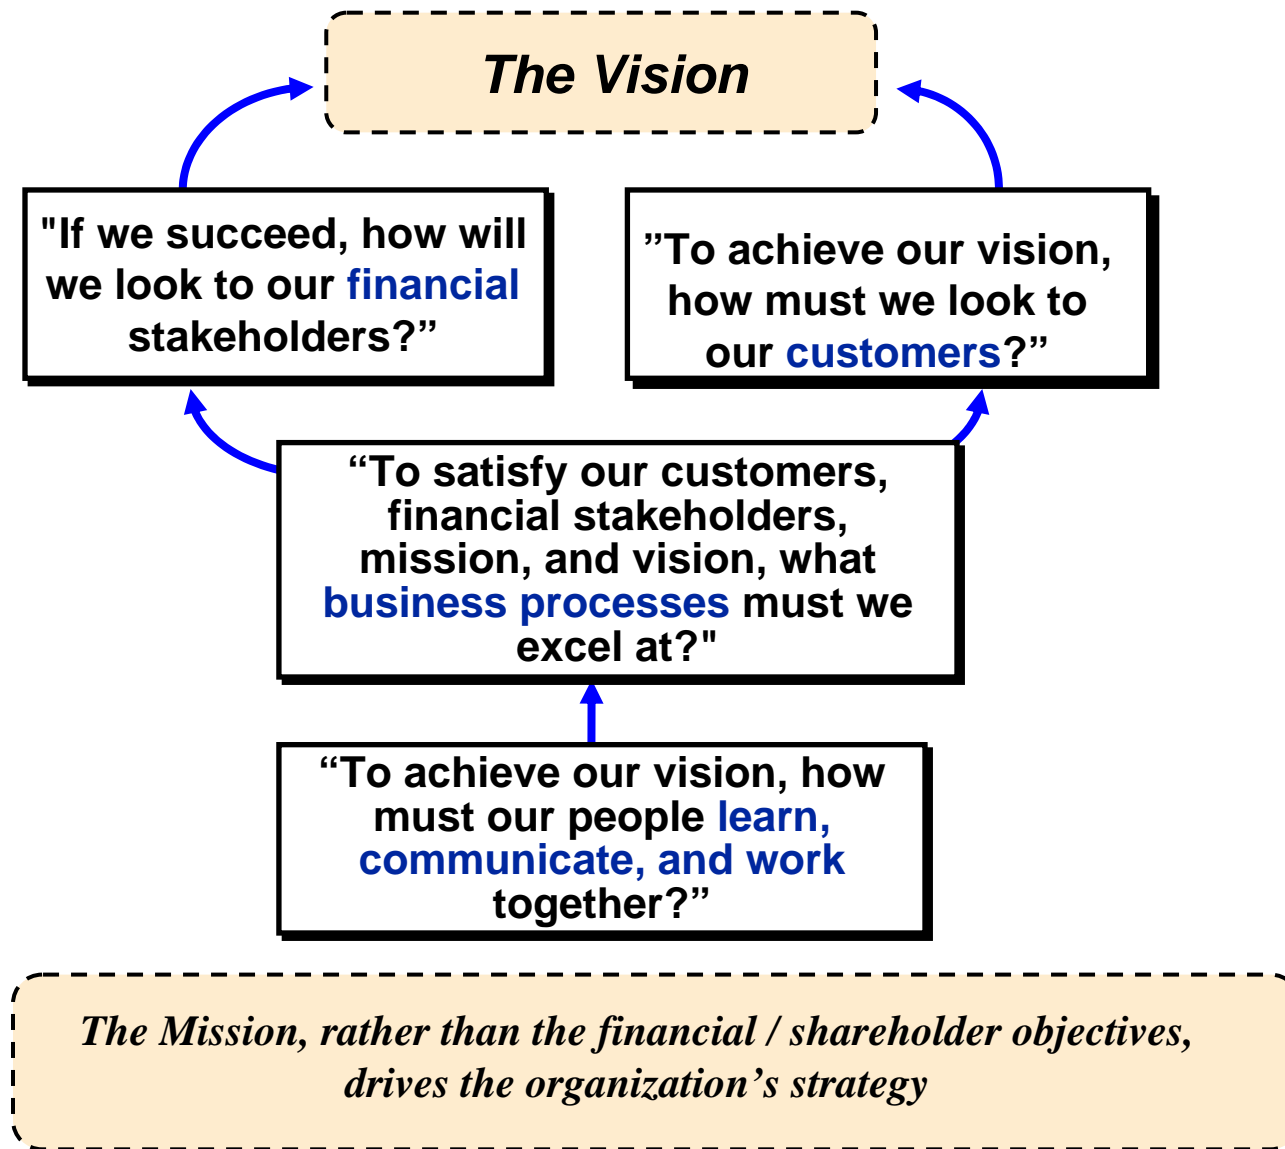 The Vision
"If we succeed, how will
we look to our financial
stakeholders?”
”To achieve our vision,
how must we look to
our customers?”
“To satisfy our customers,
financial stakeholders,
mission, and vision, what
business processes must we
excel at?"
“To achieve our vision, how
must our people learn,
communicate, and work
together?”
The Mission, rather than the financial / shareholder objectives,
drives the organization’s strategy